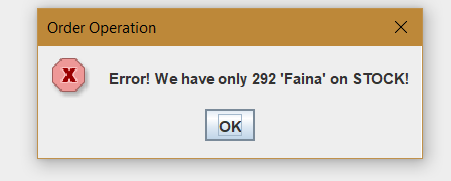 Order Operation
Error! We have only 292 'Faina' on STOCK!
OK